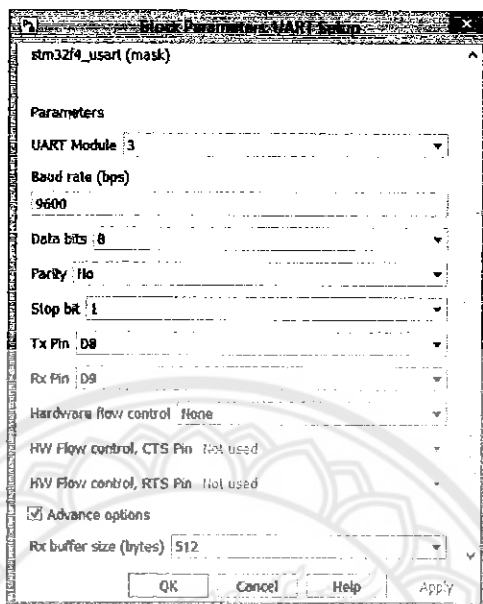 Block Parameters: UART Setup
stm32f4_usart (mask)
Parameters
UART Module 3
Baud rate (bps)
9600
Data bits 8
Parity No
Stop bit 1
Tx Pin D8
Rx Pin D9
Hardware flow control None
HW Flow control, CTS Pin Not used
HW Flow control, RTS Pin Not used
Advance options
Rx buffer size (bytes) 512
OK Cancel Help Apply